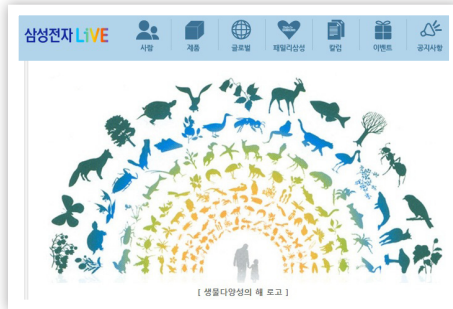 삼성전자 LiVE
사람
제품
글로벌
패밀리삼성
칼럼
이벤트
공지사항
[ 생물다양성의 해 로고 ]